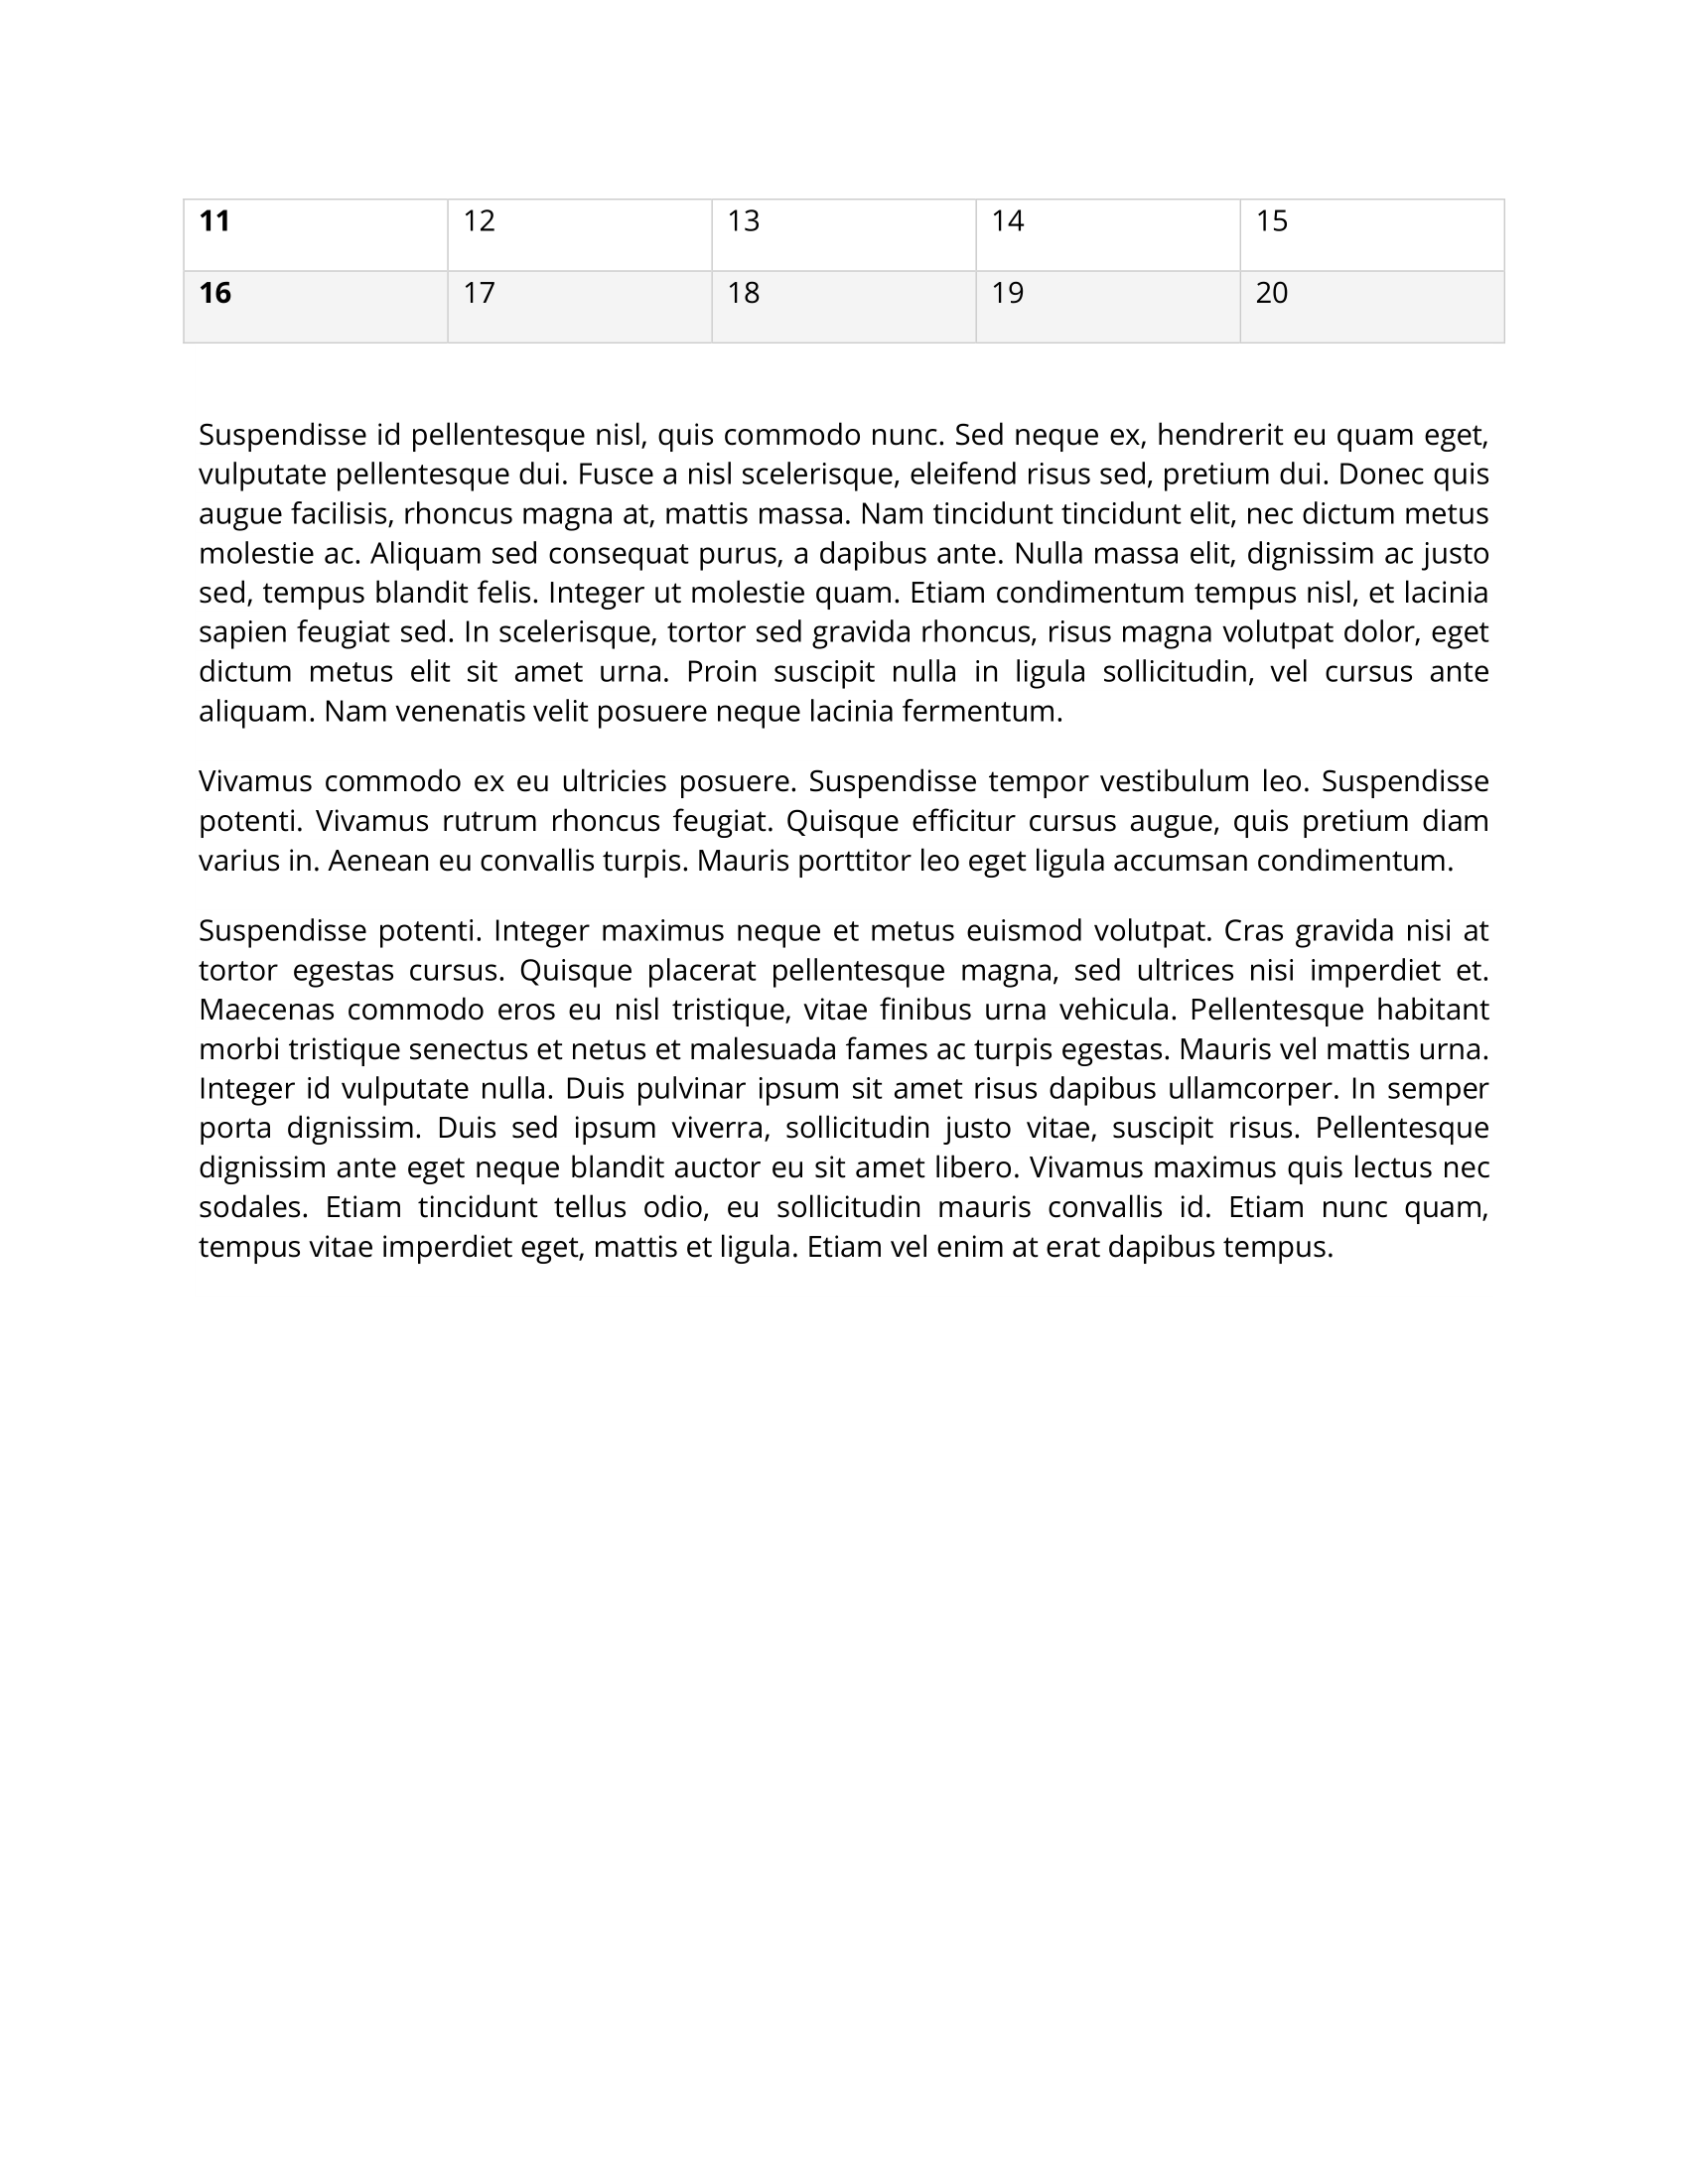 11 12 13 14 15
16 17 18 19 20
Suspendisse id pellentesque nisl, quis commodo nunc. Sed neque ex, hendrerit eu quam eget,
vulputate pellentesque dui. Fusce a nisl scelerisque, eleifend risus sed, pretium dui. Donec quis
augue facilisis, rhoncus magna at, mattis massa. Nam tincidunt tincidunt elit, nec dictum metus
molestie ac. Aliquam sed consequat purus, a dapibus ante. Nulla massa elit, dignissim ac justo
sed, tempus blandit felis. Integer ut molestie quam. Etiam condimentum tempus nisl, et lacinia
sapien feugiat sed. In scelerisque, tortor sed gravida rhoncus, risus magna volutpat dolor, eget
dictum metus elit sit amet urna. Proin suscipit nulla in ligula sollicitudin, vel cursus ante
aliquam. Nam venenatis velit posuere neque lacinia fermentum.
Vivamus commodo ex eu ultricies posuere. Suspendisse tempor vestibulum leo. Suspendisse
potenti. Vivamus rutrum rhoncus feugiat. Quisque efficitur cursus augue, quis pretium diam
varius in. Aenean eu convallis turpis. Mauris porttitor leo eget ligula accumsan condimentum.
Suspendisse potenti. Integer maximus neque et metus euismod volutpat. Cras gravida nisi at
tortor egestas cursus. Quisque placerat pellentesque magna, sed ultrices nisi imperdiet et.
Maecenas commodo eros eu nisl tristique, vitae finibus urna vehicula. Pellentesque habitant
morbi tristique senectus et netus et malesuada fames ac turpis egestas. Mauris vel mattis urna.
Integer id vulputate nulla. Duis pulvinar ipsum sit amet risus dapibus ullamcorper. In semper
porta dignissim. Duis sed ipsum viverra, sollicitudin justo vitae, suscipit risus. Pellentesque
dignissim ante eget neque blandit auctor eu sit amet libero. Vivamus maximus quis lectus nec
sodales. Etiam tincidunt tellus odio, eu sollicitudin mauris convallis id. Etiam nunc quam,
tempus vitae imperdiet eget, mattis et ligula. Etiam vel enim at erat dapibus tempus.